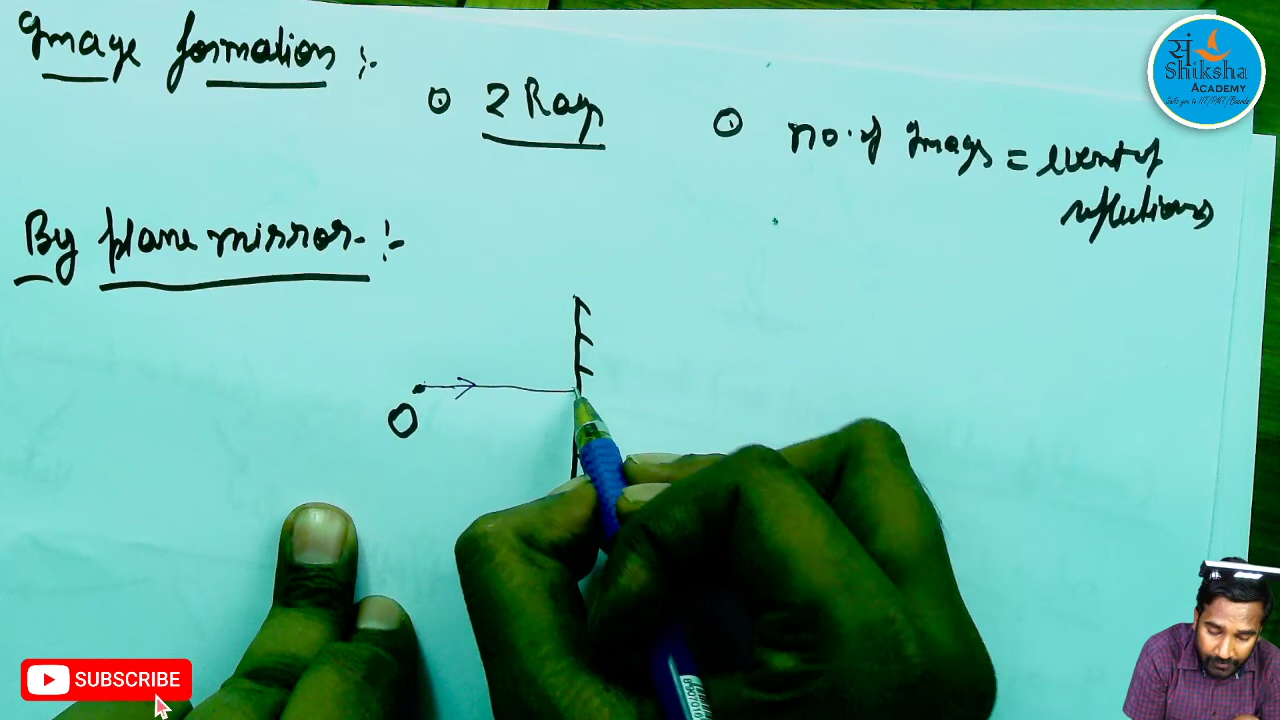 Image formation :-
2 Rays
no. of Images = event of
reflections
By plane mirror :-
O
सं
Shiksha
ACADEMY
SUBSCRIBE